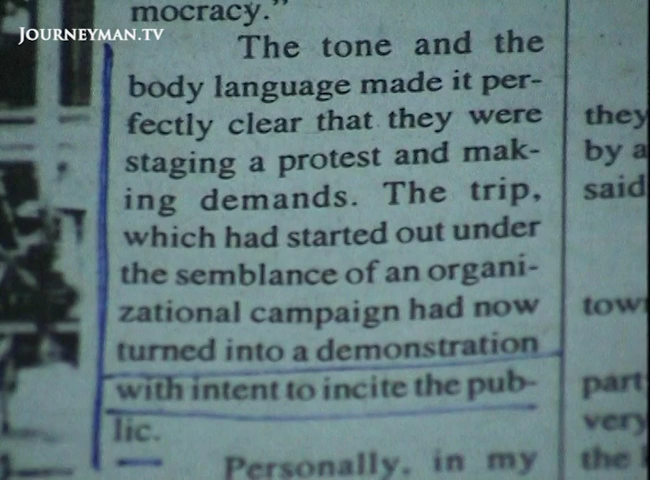 JOURNEYMAN.TV
mocracy."
The tone and the
body language made it per-
fectly clear that they were
staging a protest and mak-
ing demands. The trip,
which had started out under
the semblance of an organi-
zational campaign had now
turned into a demonstration
with intent to incite the pub-
lic.
Personally, in my
they
by a
said
part
very
the